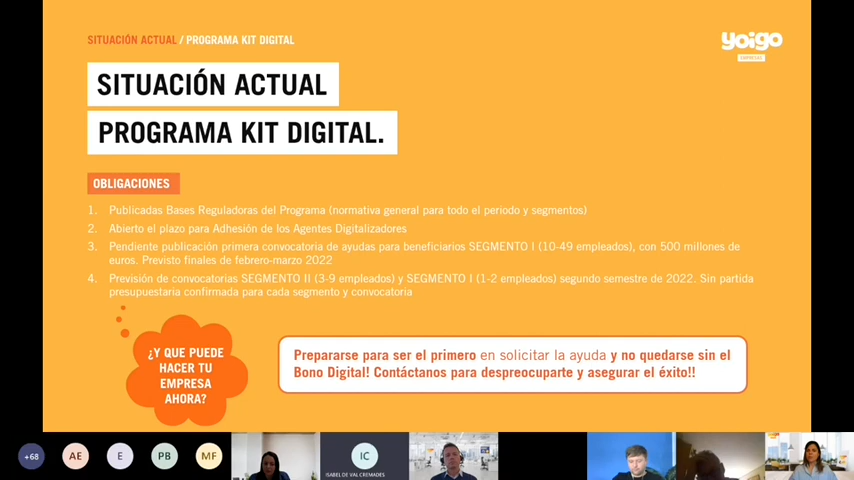 SITUACIÓN ACTUAL / PROGRAMA KIT DIGITAL
yoigo
EMPRESAS
SITUACIÓN ACTUAL
PROGRAMA KIT DIGITAL.
OBLIGACIONES
1. Publicadas Bases Reguladoras del Programa (normativa general para todo el periodo y segmentos)
2. Abierto el plazo para Adhesión de los Agentes Digitalizadores
3. Pendiente publicación primera convocatoria de ayudas para beneficiarios SEGMENTO I (10-49 empleados), con 500 millones de
euros. Previsto finales de febrero-marzo 2022
4. Previsión de convocatorias SEGMENTO II (3-9 empleados) y SEGMENTO I (1-2 empleados) segundo semestre de 2022. Sin partida
presupuestaria confirmada para cada segmento y convocatoria
¿Y QUE PUEDE
HACER TU
EMPRESA
AHORA?
Prepararse para ser el primero en solicitar la ayuda y no quedarse sin el
Bono Digital! Contáctanos para despreocuparte y asegurar el éxito!!
+68
AE
E
PB
MF
IC
ISABEL DE VAL CREMADES